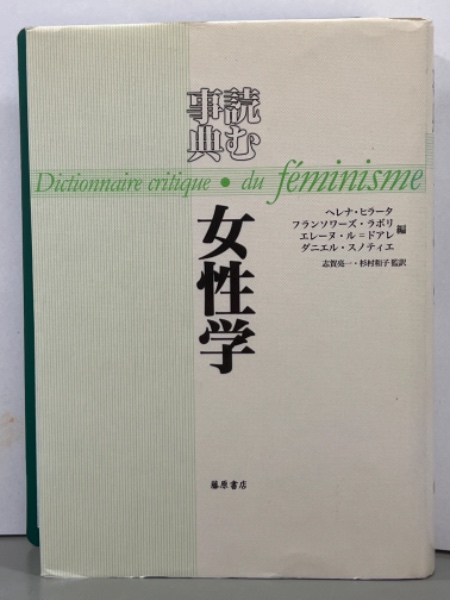 読む
事典
Dictionnaire critique • du féminisme
女性学
ヘレナ・ヒラータ
フランソワーズ・ラボリ
エレーヌ・ル＝ドアレ
ダニエル・スノティエ
編
志賀亮一・杉村和子 監訳
藤原書店